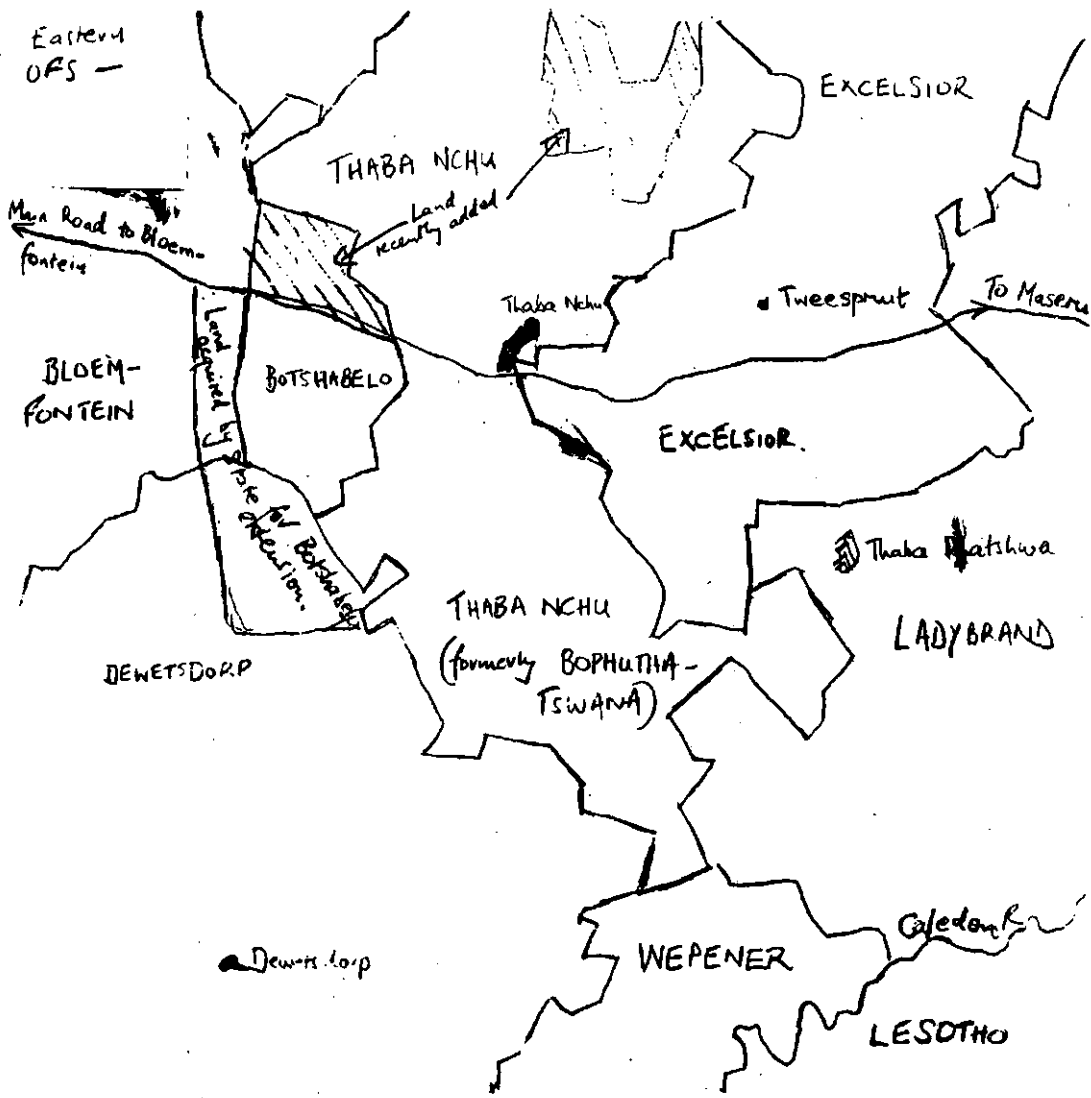 Eastern
OFS —
EXCELSIOR
THABA NCHU
Land
recently added
Main Road to Bloem-
fontein
Thaba Nchu
Tweespruit
To Maseru
BLOEM-
FONTEIN
Land acquired by State for Botshabelo
extension.
BOTSHABELO
EXCELSIOR.
Thaba Phatshwa
THABA NCHU
(formerly BOPHUTHA-
TSWANA)
LADYBRAND
DEWETSDORP
Caledon R
Dewetsdorp
WEPENER
LESOTHO